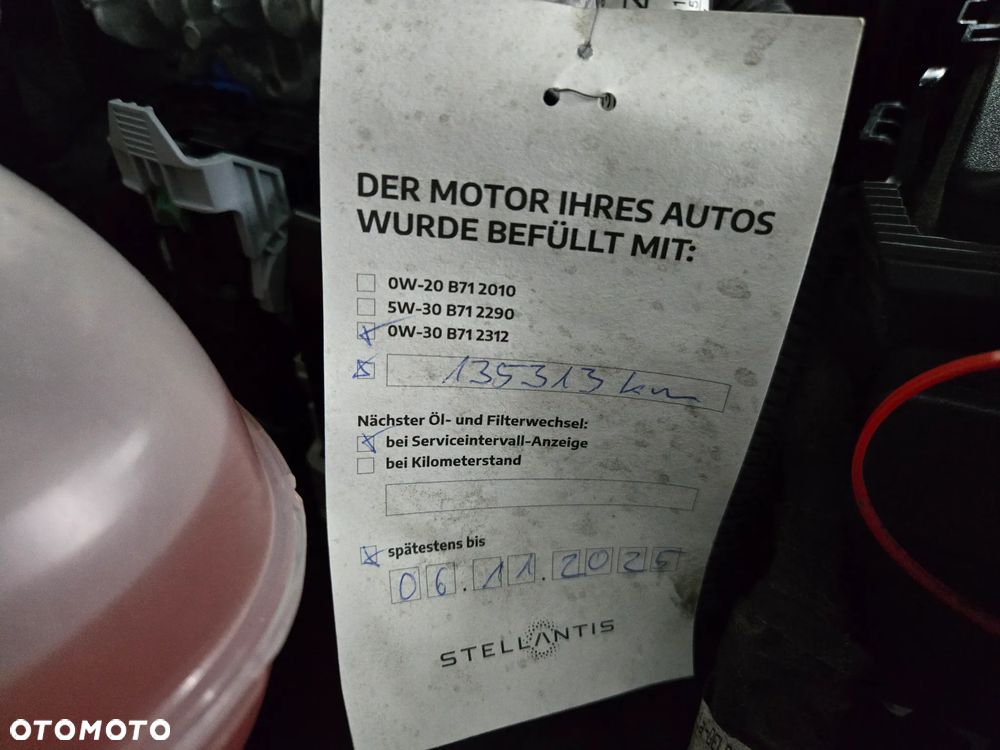 DER MOTOR IHRES AUTOS
WURDE BEFÜLLT MIT:
0W-20 B71 2010
5W-30 B71 2290
0W-30 B71 2312
135313 km
Nächster Öl- und Filterwechsel:
bei Serviceintervall-Anzeige
bei Kilometerstand
spätestens bis
06.11.2025
STELLANTIS
OTOMOTO